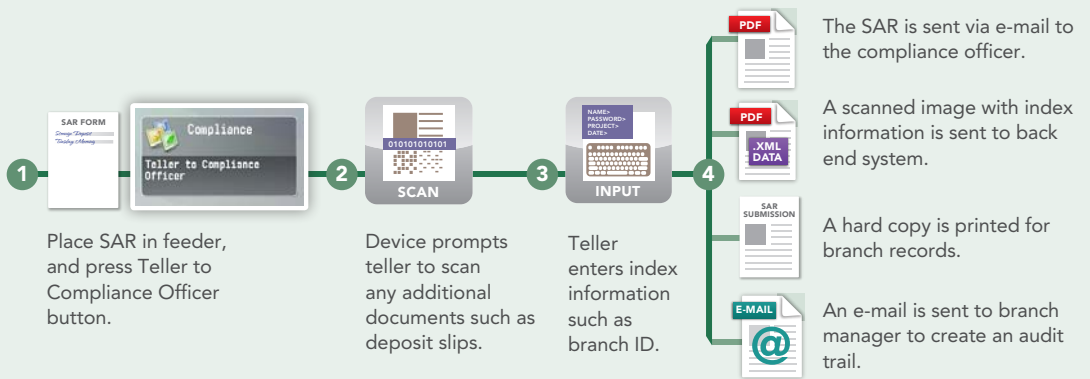 1
SAR FORM
Strange Deposit
Compliance
Teller to Compliance
Officer
Place SAR in feeder,
and press Teller to
Compliance Officer
button.
2
010101010101
SCAN
Device prompts
teller to scan
any additional
documents such as
deposit slips.
3
NAME>
PASSWORD>
PROJECT>
DATE>
INPUT
Teller
enters index
information
such as
branch ID.
4
PDF
The SAR is sent via e-mail to
the compliance officer.
PDF
.XML
DATA
A scanned image with index
information is sent to back
end system.
SAR
SUBMISSION
A hard copy is printed for
branch records.
E-MAIL
@
An e-mail is sent to branch
manager to create an audit
trail.